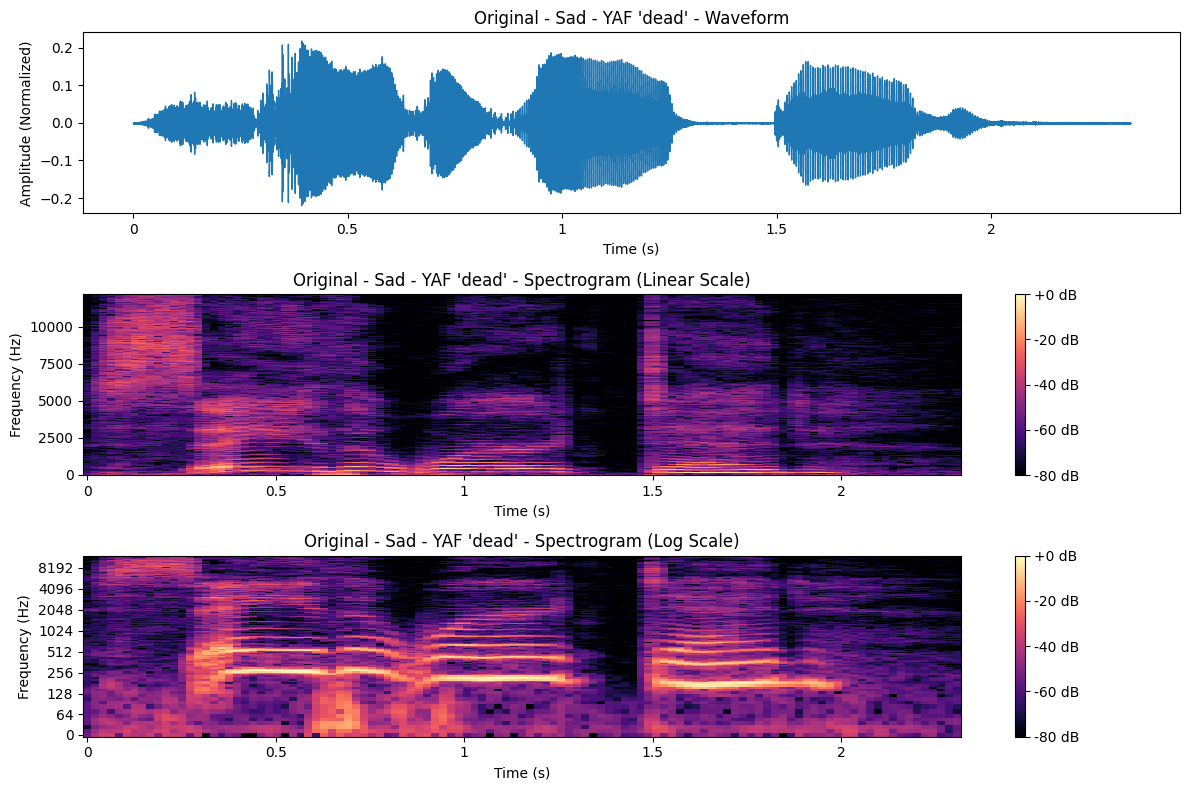 Original - Sad - YAF 'dead' - Waveform
Amplitude (Normalized)
0.2
0.1
0.0
−0.1
−0.2
0 0.5 1 1.5 2
Time (s)
Original - Sad - YAF 'dead' - Spectrogram (Linear Scale)
Frequency (Hz)
10000
7500
5000
2500
0
0 0.5 1 1.5 2
Time (s)
+0 dB
-20 dB
-40 dB
-60 dB
-80 dB
Original - Sad - YAF 'dead' - Spectrogram (Log Scale)
Frequency (Hz)
8192
4096
2048
1024
512
256
128
64
0
0 0.5 1 1.5 2
Time (s)
+0 dB
-20 dB
-40 dB
-60 dB
-80 dB